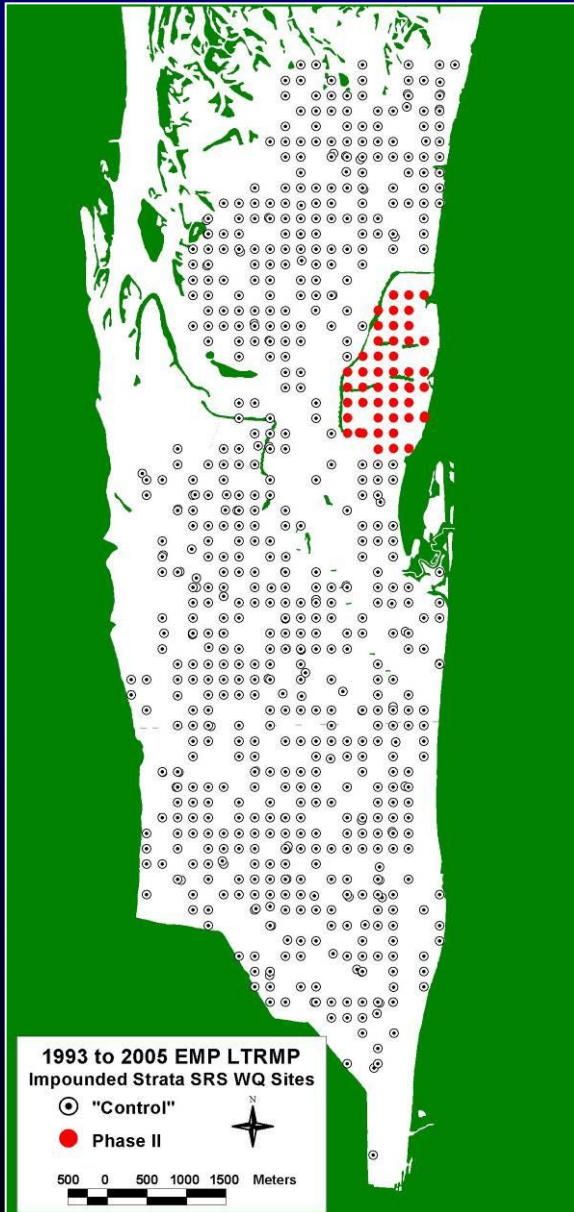 1993 to 2005 EMP LTRMP
Impounded Strata SRS WQ Sites
"Control"
N
Phase II
500 0 500 1000 1500 Meters